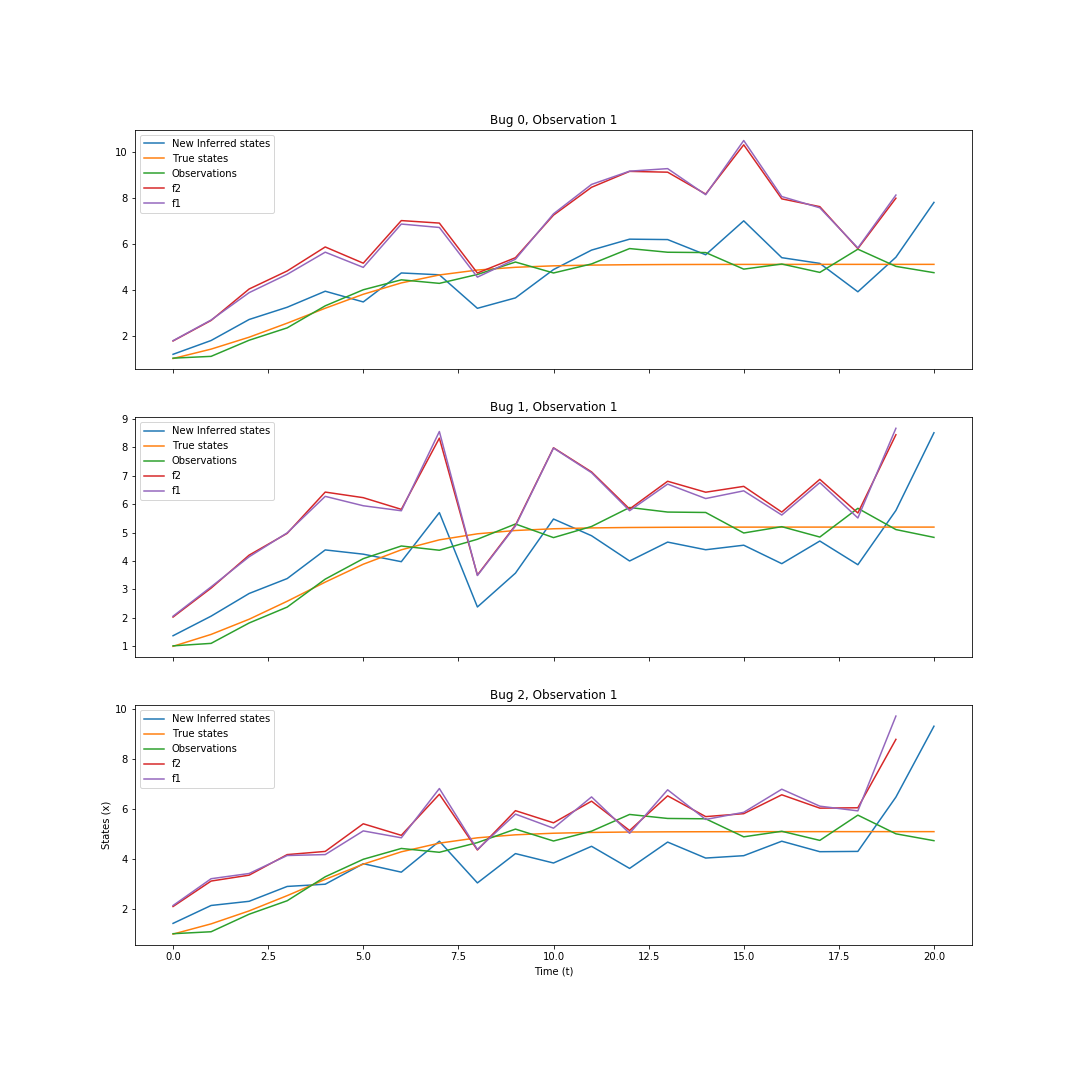 Bug 0, Observation 1
New Inferred states
True states
Observations
f2
f1
10
8
6
4
2
Bug 1, Observation 1
New Inferred states
True states
Observations
f2
f1
9
8
7
6
5
4
3
2
1
Bug 2, Observation 1
New Inferred states
True states
Observations
f2
f1
10
8
6
4
2
States (x)
0.0 2.5 5.0 7.5 10.0 12.5 15.0 17.5 20.0
Time (t)